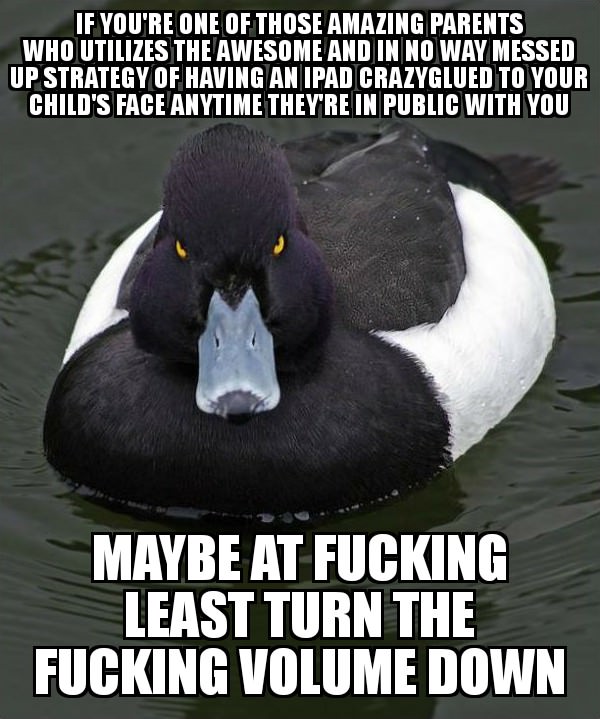 IF YOU'RE ONE OF THOSE AMAZING PARENTS
WHO UTILIZES THE AWESOME AND IN NO WAY MESSED
UP STRATEGY OF HAVING AN IPAD CRAZYGLUED TO YOUR
CHILD'S FACE ANYTIME THEY'RE IN PUBLIC WITH YOU
MAYBE AT FUCKING
LEAST TURN THE
FUCKING VOLUME DOWN